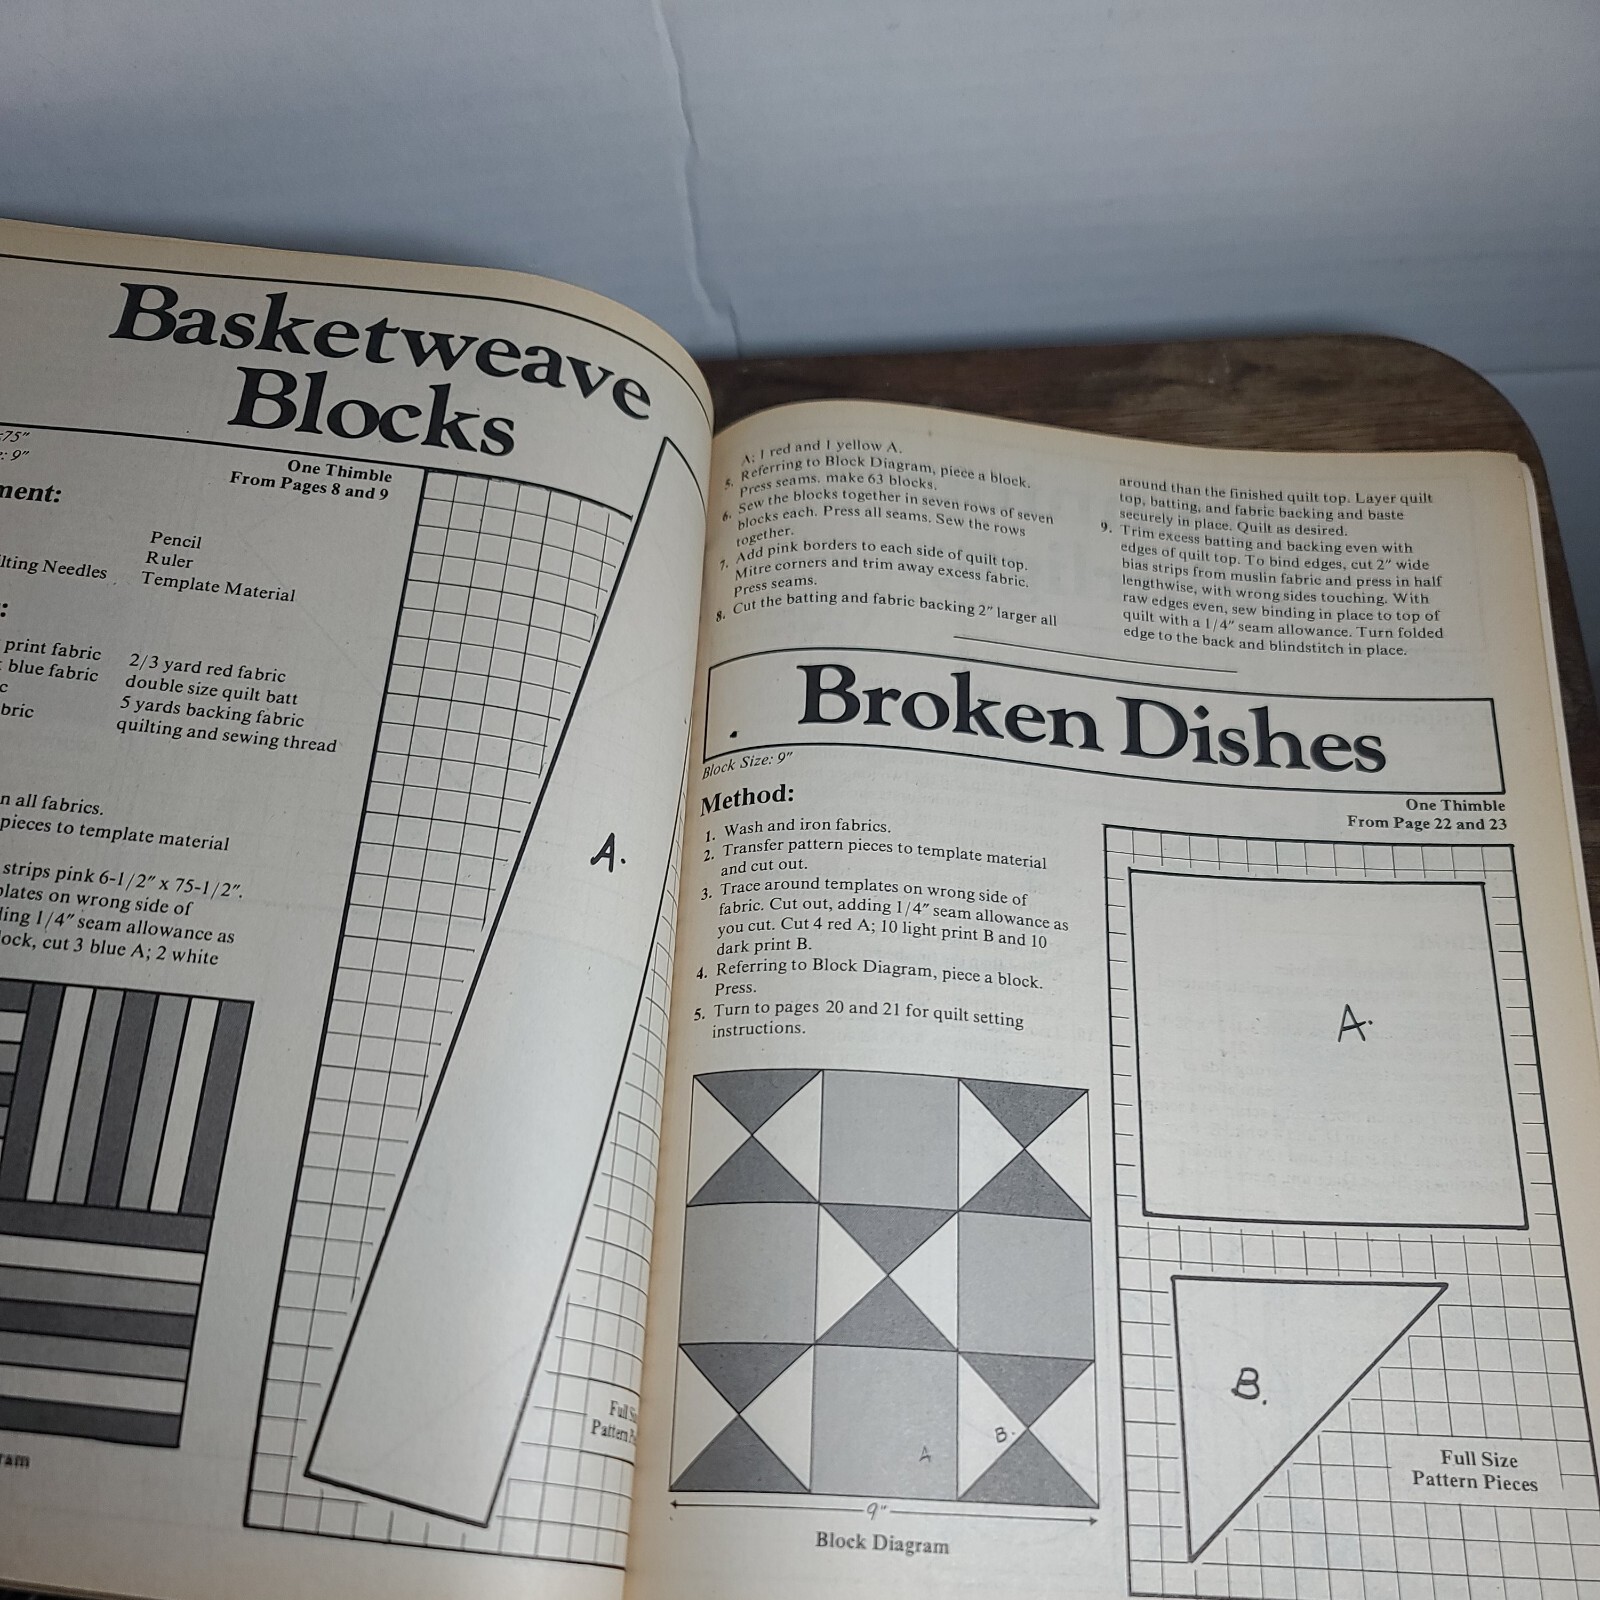 Basketweave
Blocks
:75"
: 9"
One Thimble
From Pages 8 and 9
ment:
Pencil
Ruler
lting Needles
Template Material
:
print fabric
blue fabric
c
bric
2/3 yard red fabric
double size quilt batt
5 yards backing fabric
quilting and sewing thread
n all fabrics.
pieces to template material
strips pink 6-1/2" x 75-1/2".
plates on wrong side of
ding 1/4" seam allowance as
lock, cut 3 blue A; 2 white
A.
Full Si
Pattern P
ram
A; 1 red and 1 yellow A.
5. Referring to Block Diagram, piece a block.
Press seams. make 63 blocks.
6. Sew the blocks together in seven rows of seven
blocks each. Press all seams. Sew the rows
together.
7. Add pink borders to each side of quilt top.
Mitre corners and trim away excess fabric.
Press seams.
8. Cut the batting and fabric backing 2" larger all
around than the finished quilt top. Layer quilt
top, batting, and fabric backing and baste
securely in place. Quilt as desired.
9. Trim excess batting and backing even with
edges of quilt top. To bind edges, cut 2" wide
bias strips from muslin fabric and press in half
lengthwise, with wrong sides touching. With
raw edges even, sew binding in place to top of
quilt with a 1/4" seam allowance. Turn folded
edge to the back and blindstitch in place.
Broken Dishes
Block Size: 9"
One Thimble
From Page 22 and 23
Method:
1. Wash and iron fabrics.
2. Transfer pattern pieces to template material
and cut out.
3. Trace around templates on wrong side of
fabric. Cut out, adding 1/4" seam allowance as
you cut. Cut 4 red A; 10 light print B and 10
dark print B.
4. Referring to Block Diagram, piece a block.
Press.
5. Turn to pages 20 and 21 for quilt setting
instructions.
A
B.
9"
Block Diagram
A.
B.
Full Size
Pattern Pieces